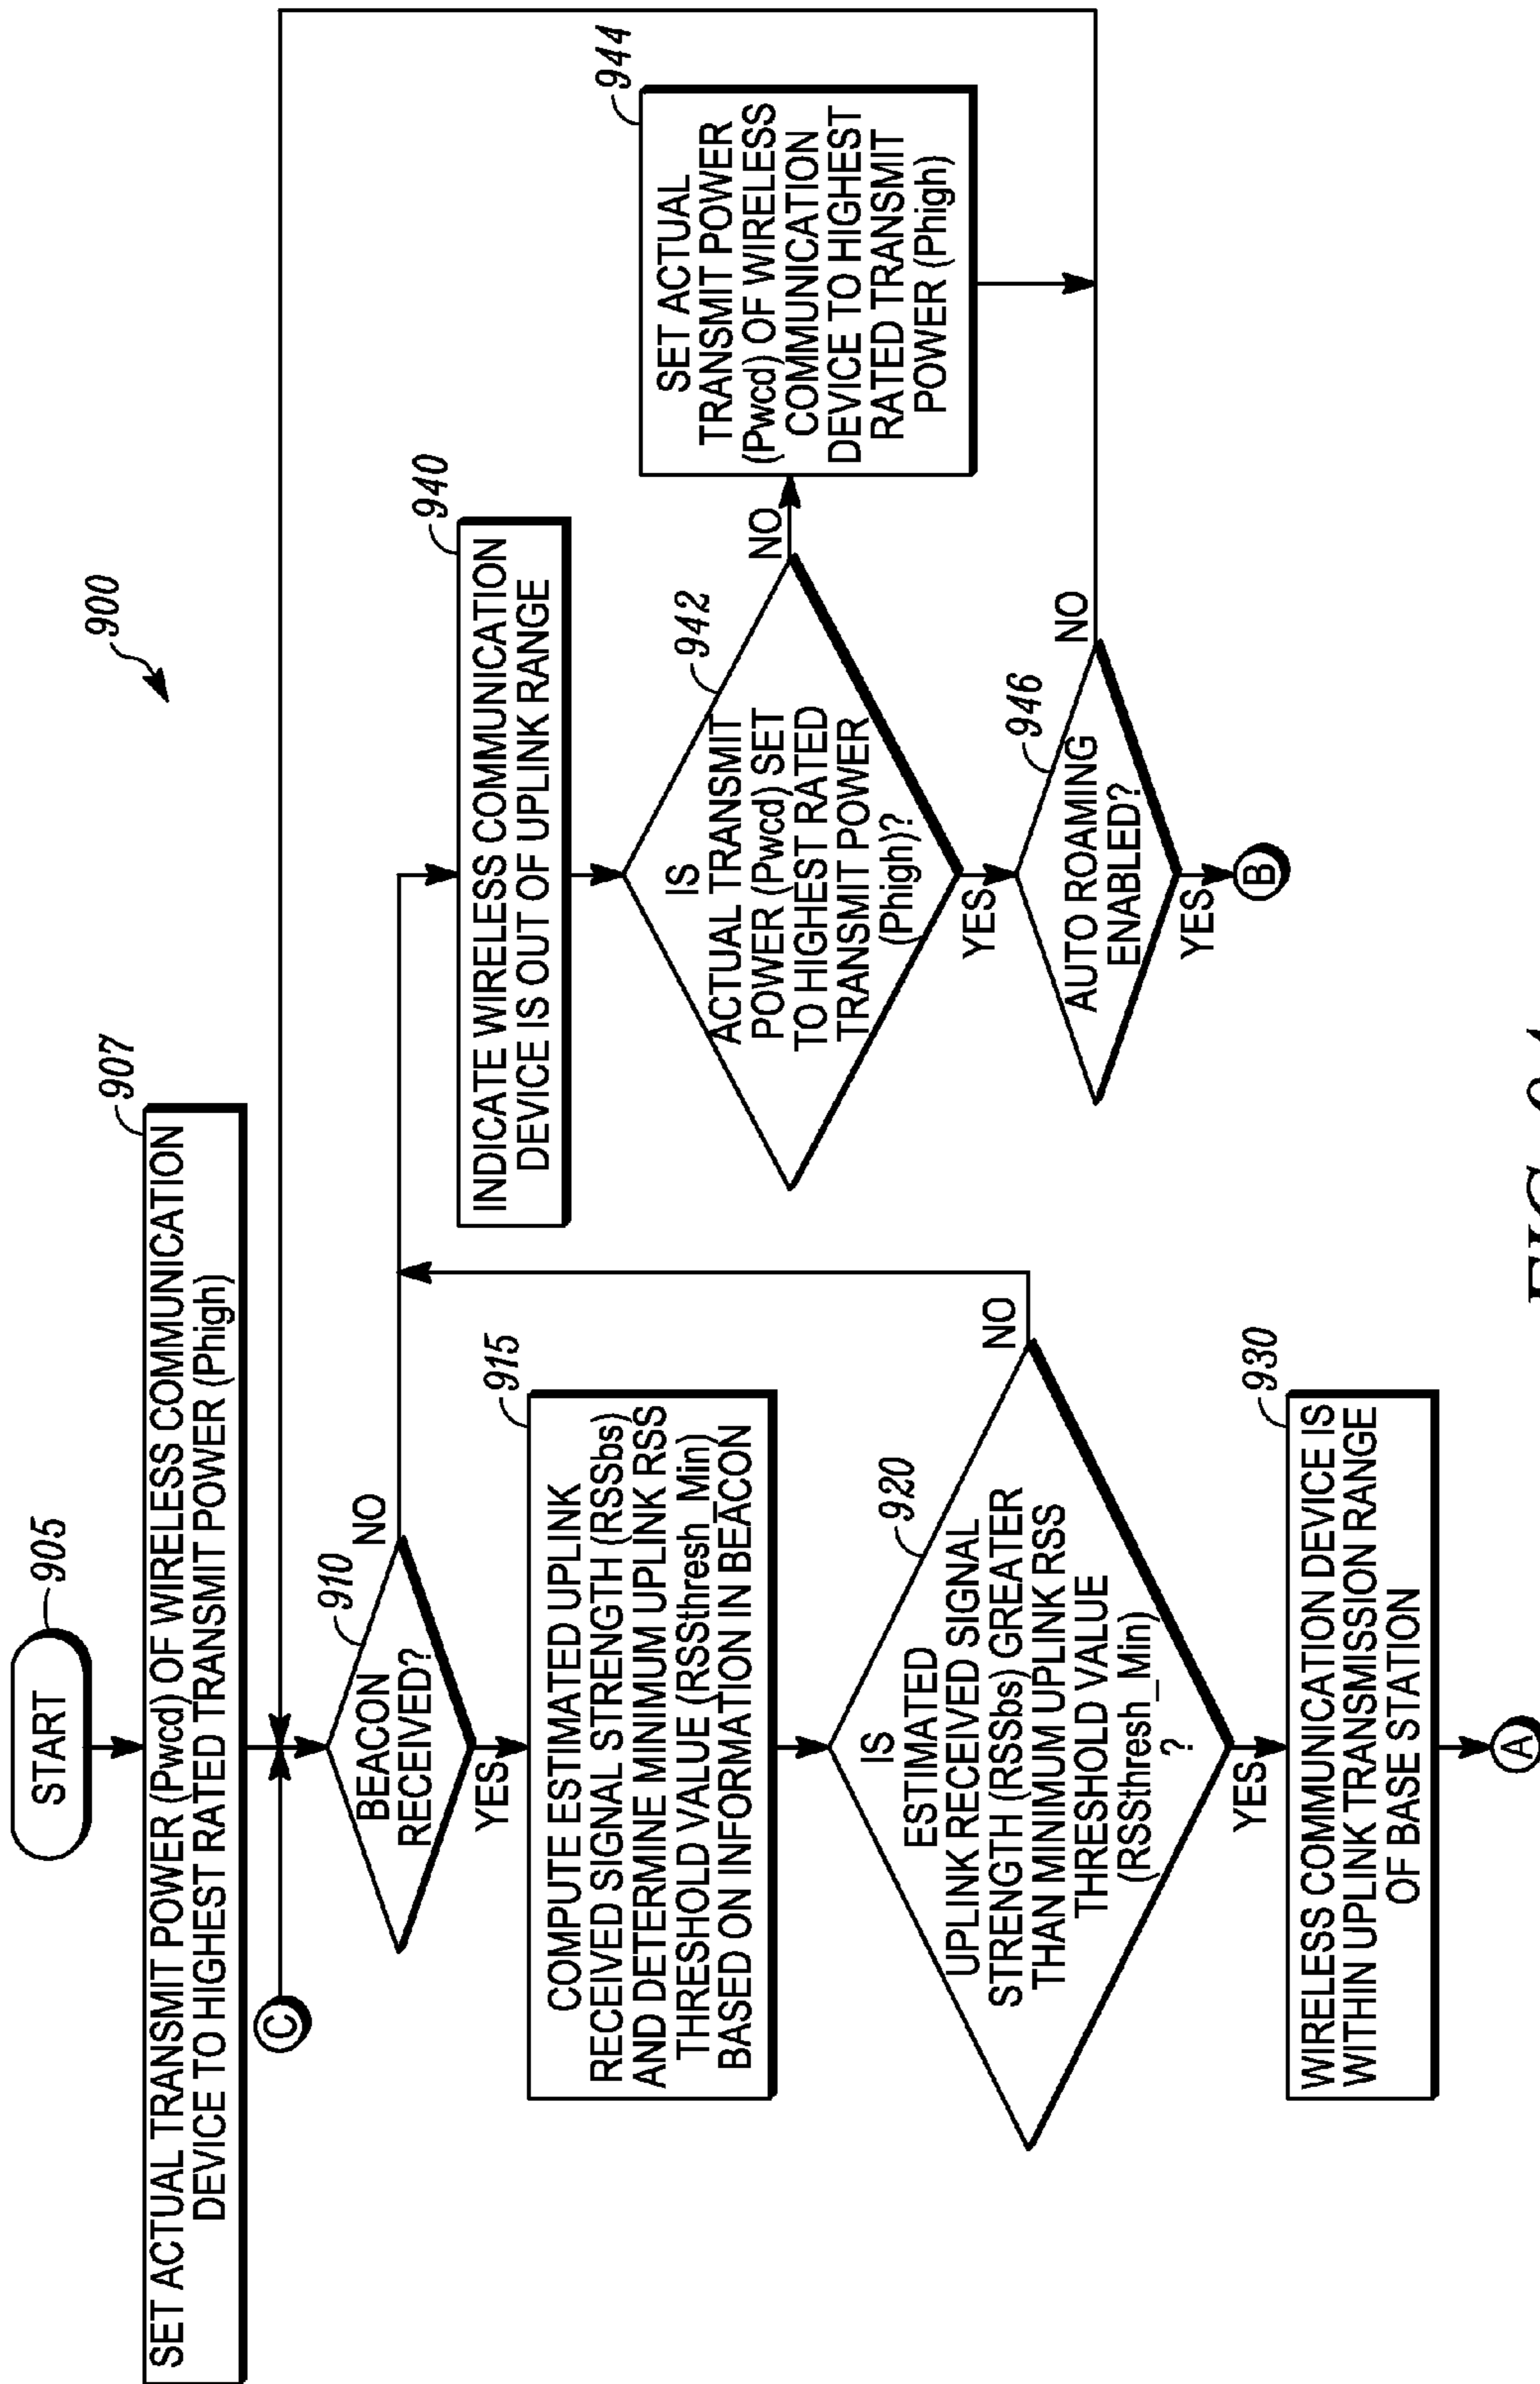 900
START
905
SET ACTUAL TRANSMIT POWER (Pwcd) OF WIRELESS COMMUNICATION
DEVICE TO HIGHEST RATED TRANSMIT POWER (Phigh)
907
C
BEACON
RECEIVED?
910
NO
YES
COMPUTE ESTIMATED UPLINK
RECEIVED SIGNAL STRENGTH (RSSbs)
AND DETERMINE MINIMUM UPLINK RSS
THRESHOLD VALUE (RSSthresh_Min)
BASED ON INFORMATION IN BEACON
915
IS
ESTIMATED
UPLINK RECEIVED SIGNAL
STRENGTH (RSSbs) GREATER
THAN MINIMUM UPLINK RSS
THRESHOLD VALUE
(RSSthresh_Min)
?
920
NO
YES
WIRELESS COMMUNICATION DEVICE IS
WITHIN UPLINK TRANSMISSION RANGE
OF BASE STATION
930
A
INDICATE WIRELESS COMMUNICATION
DEVICE IS OUT OF UPLINK RANGE
940
IS
ACTUAL TRANSMIT
POWER (Pwcd) SET
TO HIGHEST RATED
TRANSMIT POWER
(Phigh)?
942
NO
YES
SET ACTUAL
TRANSMIT POWER
(Pwcd) OF WIRELESS
COMMUNICATION
DEVICE TO HIGHEST
RATED TRANSMIT
POWER (Phigh)
944
AUTO ROAMING
ENABLED?
946
NO
YES
B